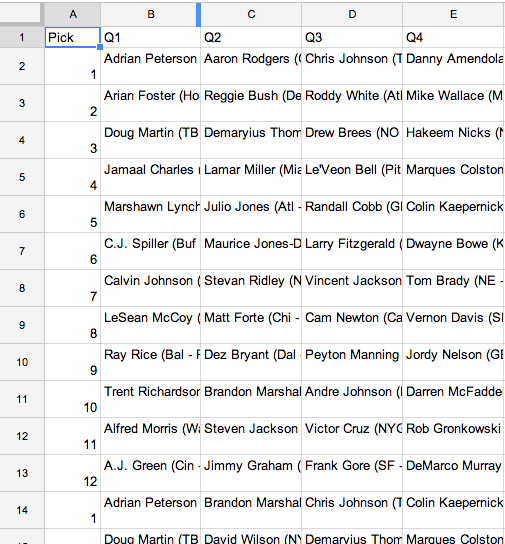 A B C D E
1 Pick Q1 Q2 Q3 Q4
2 1 Adrian Peterson Aaron Rodgers ( Chris Johnson (T Danny Amendola
3 2 Arian Foster (Ho Reggie Bush (De Roddy White (Atl Mike Wallace (M
4 3 Doug Martin (TB Demaryius Thom Drew Brees (NO Hakeem Nicks (
5 4 Jamaal Charles ( Lamar Miller (Mia Le'Veon Bell (Pit Marques Colston
6 5 Marshawn Lynch Julio Jones (Atl - Randall Cobb (G Colin Kaepernick
7 6 C.J. Spiller (Buf Maurice Jones-D Larry Fitzgerald ( Dwayne Bowe (K
8 7 Calvin Johnson ( Stevan Ridley (N Vincent Jackson Tom Brady (NE -
9 8 LeSean McCoy ( Matt Forte (Chi - Cam Newton (Ca Vernon Davis (S
10 9 Ray Rice (Bal - Dez Bryant (Dal Peyton Manning Jordy Nelson (G
11 10 Trent Richardson Brandon Marshal Andre Johnson ( Darren McFadde
12 11 Alfred Morris (W Steven Jackson Victor Cruz (NYG Rob Gronkowski
13 12 A.J. Green (Cin - Jimmy Graham ( Frank Gore (SF - DeMarco Murray
14 1 Adrian Peterson Brandon Marshal Chris Johnson (T Colin Kaepernick
Doug Martin (TB David Wilson (NY Demaryius Thom Marques Colston